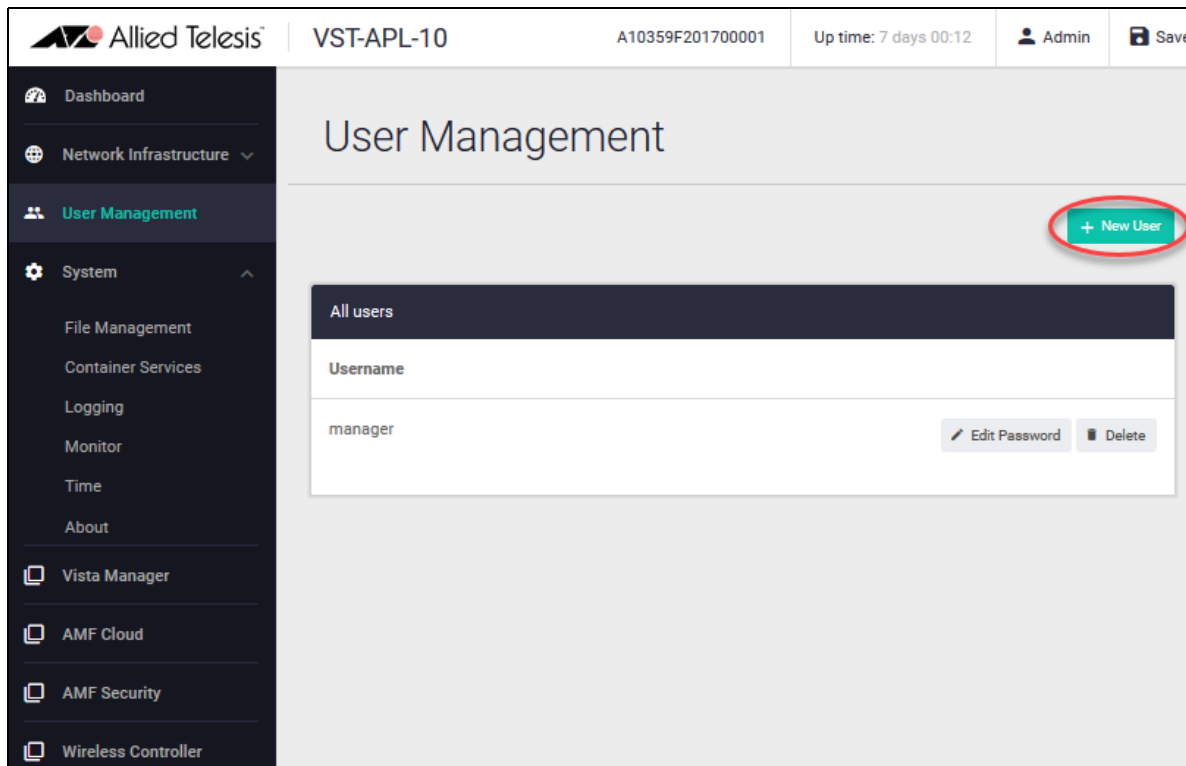 Allied Telesis™ VST-APL-10 A10359F201700001 Up time: 7 days 00:12 Admin Save
Dashboard
Network Infrastructure
User Management
System
File Management
Container Services
Logging
Monitor
Time
About
Vista Manager
AMF Cloud
AMF Security
Wireless Controller
User Management
+ New User
All users
Username
manager Edit Password Delete